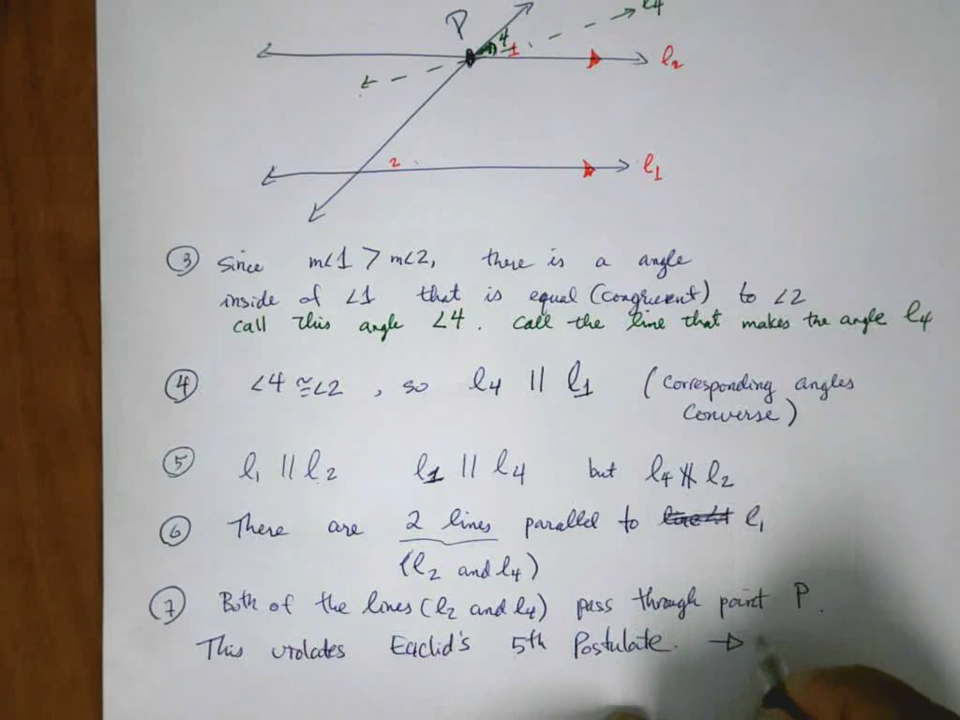 P
4
1
l4
l2
2
l1
③ Since m∠1 > m∠2, there is a angle
inside of ∠1 that is equal (congruent) to ∠2
call this angle ∠4. call the line that makes the angle l4
④ ∠4 ≅ ∠2, so l4 || l1 (corresponding angles
converse)
⑤ l1 || l2 l1 || l4 but l4 ∦ l2
⑥ There are 2 lines parallel to l1
(l2 and l4)
⑦ Both of the lines (l2 and l4) pass through point P.
This violates Euclid's 5th Postulate. →